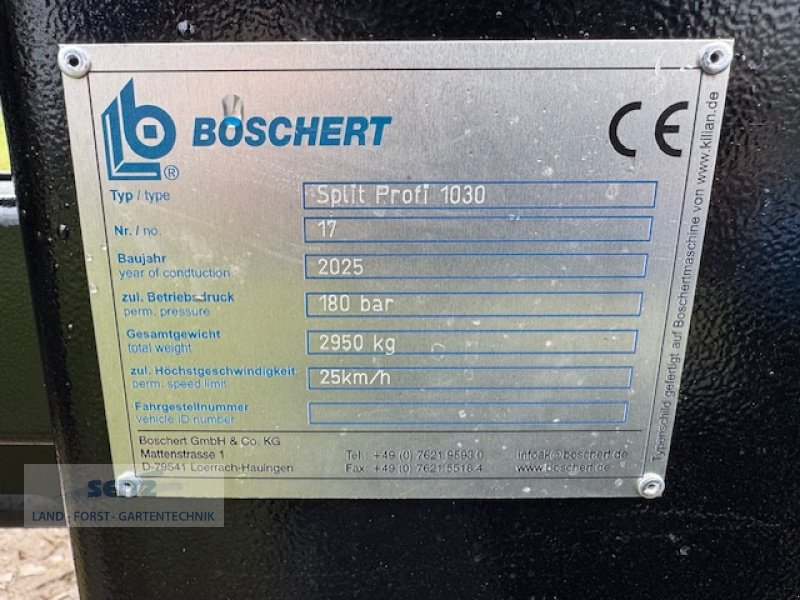 BOSCHERT
®
CE
Typ / type
Split Profi 1030
Nr. / no.
17
Baujahr
year of condtuction
2025
zul. Betriebsdruck
perm. pressure
180 bar
Gesamtgewicht
total weight
2950 kg
zul. Höchstgeschwindigkeit
perm. speed limit
25km/h
Fahrgestellnummer
vehicle ID number
Boschert GmbH & Co. KG
Mattenstrasse 1
D-79541 Loerrach-Hauingen
Tel.: +49 (0) 7621 9593 0
Fax +49 (0) 7621 5518 4
infoak@boschert.de
www.boschert.de
Typenschild gefertigt auf Boschertmaschine von www.kilian.de
LAND - FORST - GARTENTECHNIK